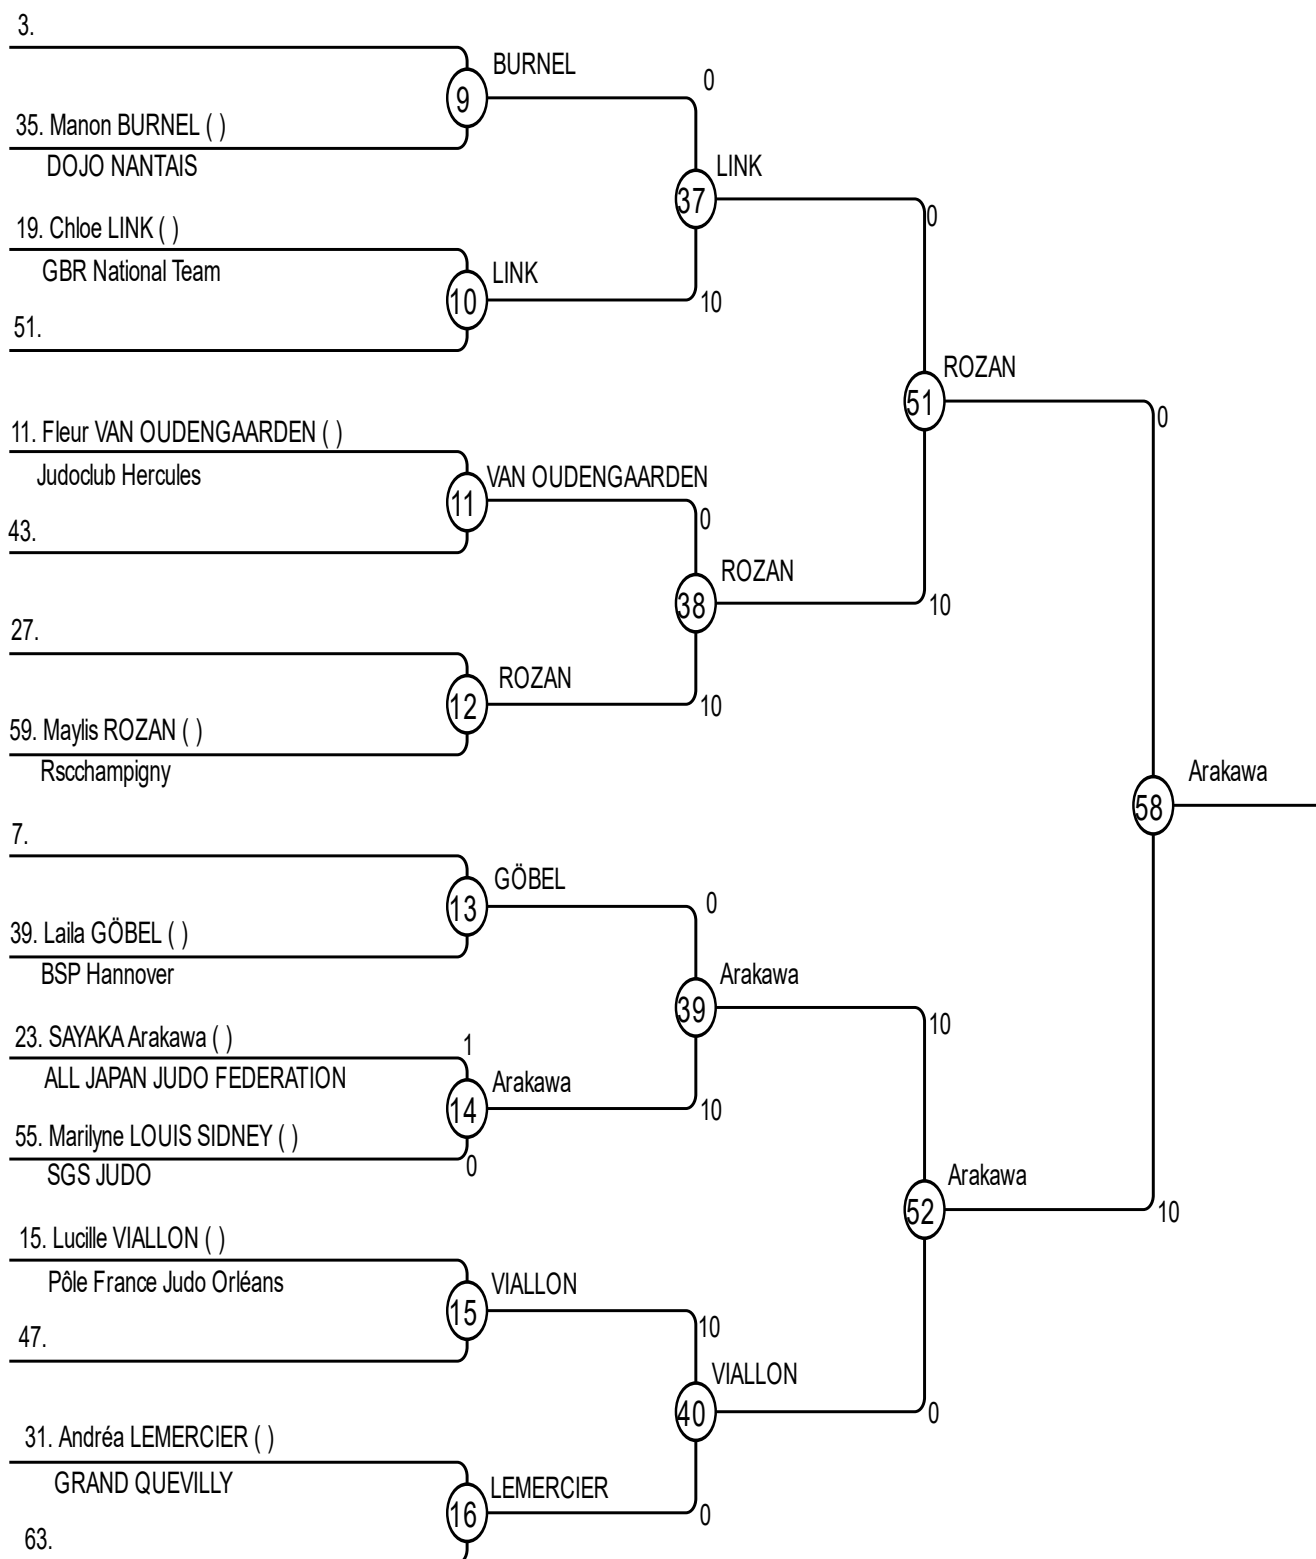 3.
BURNEL
0
9
35. Manon BURNEL ( )
DOJO NANTAIS
LINK
37
0
19. Chloe LINK ( )
GBR National Team
LINK
10
10
51.
ROZAN
51
0
11. Fleur VAN OUDENGAARDEN ( )
Judoclub Hercules
VAN OUDENGAARDEN
11
0
43.
ROZAN
38
10
27.
ROZAN
12
10
59. Maylis ROZAN ( )
Rscchampigny
Arakawa
58
7.
GÖBEL
0
13
39. Laila GÖBEL ( )
BSP Hannover
Arakawa
39
10
23. SAYAKA Arakawa ( )
1
ALL JAPAN JUDO FEDERATION
Arakawa
14
10
55. Marilyne LOUIS SIDNEY ( )
0
SGS JUDO
Arakawa
52
10
15. Lucille VIALLON ( )
Pôle France Judo Orléans
VIALLON
15
10
47.
VIALLON
40
0
31. Andréa LEMERCIER ( )
GRAND QUEVILLY
LEMERCIER
16
0
63.